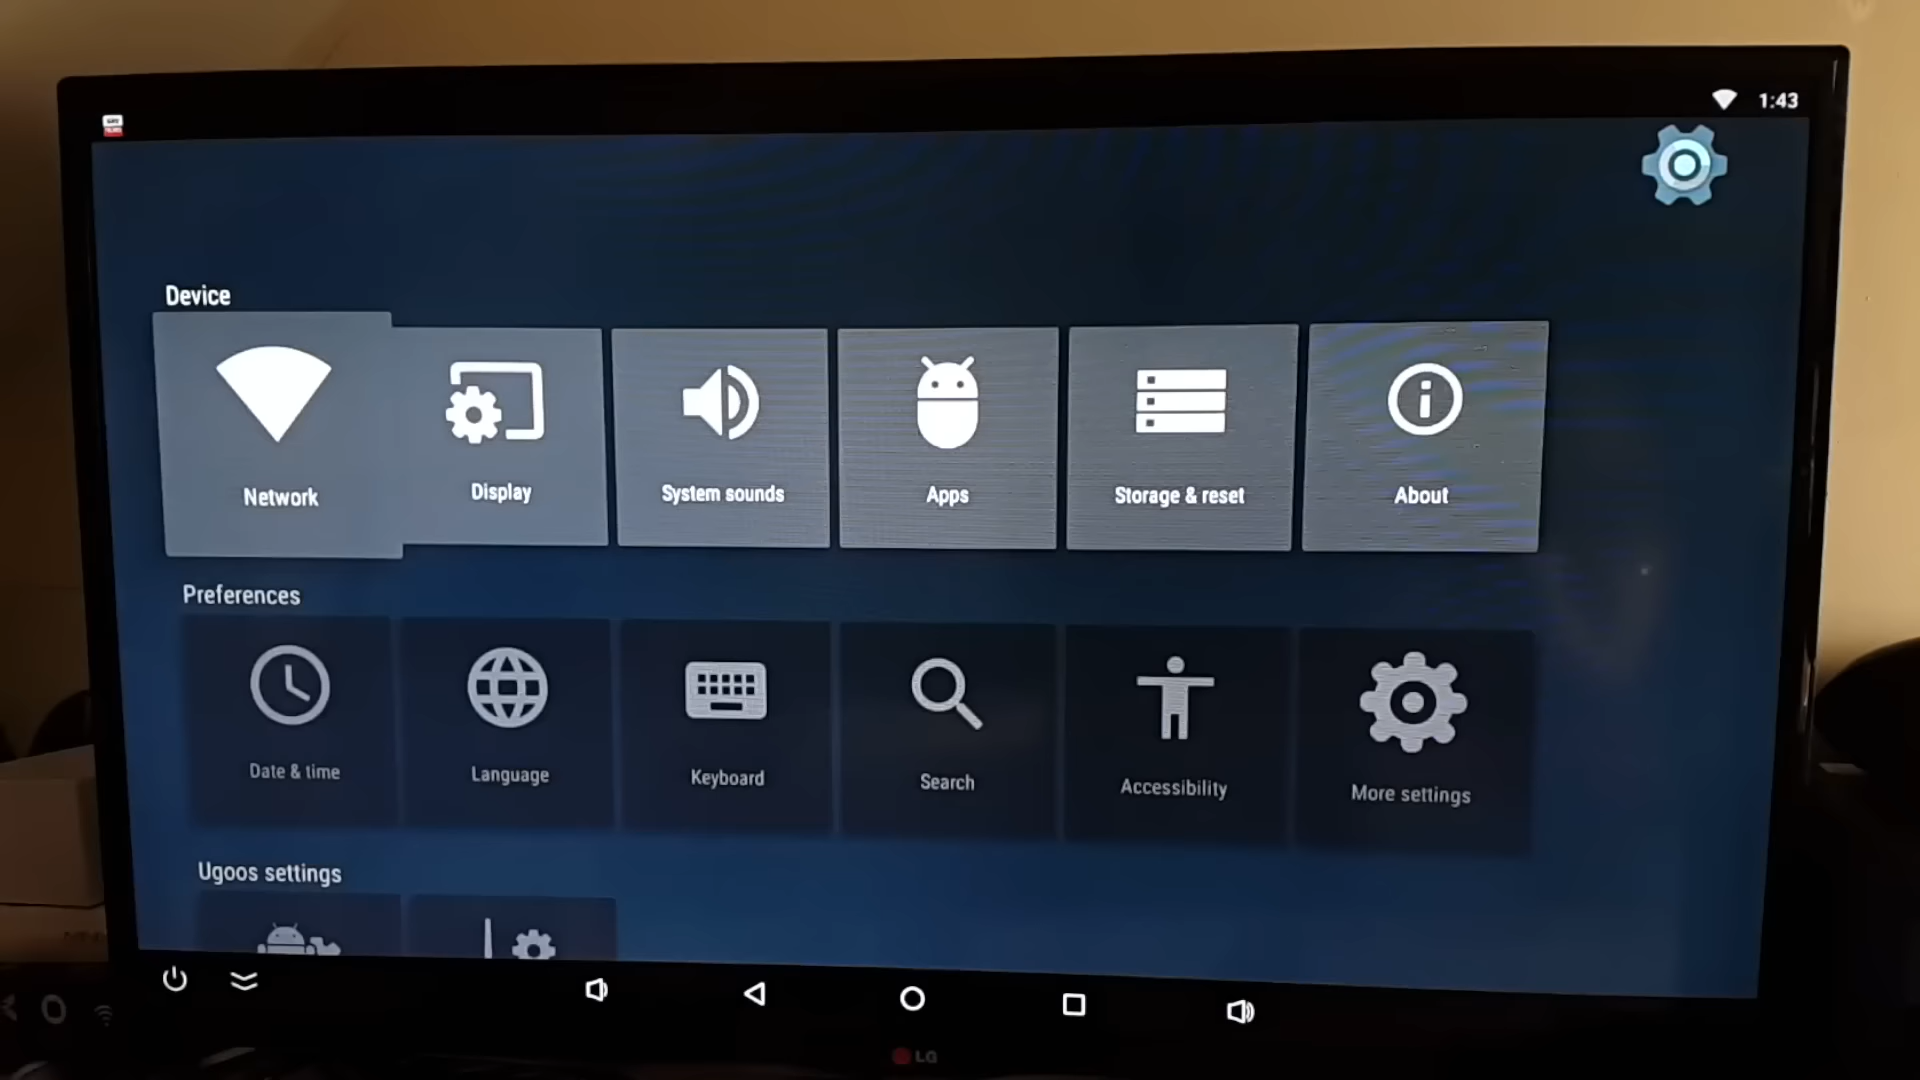 1:43
Device
Network
Display
System sounds
Apps
Storage & reset
About
Preferences
Date & time
Language
Keyboard
Search
Accessibility
More settings
Ugoos settings
LG